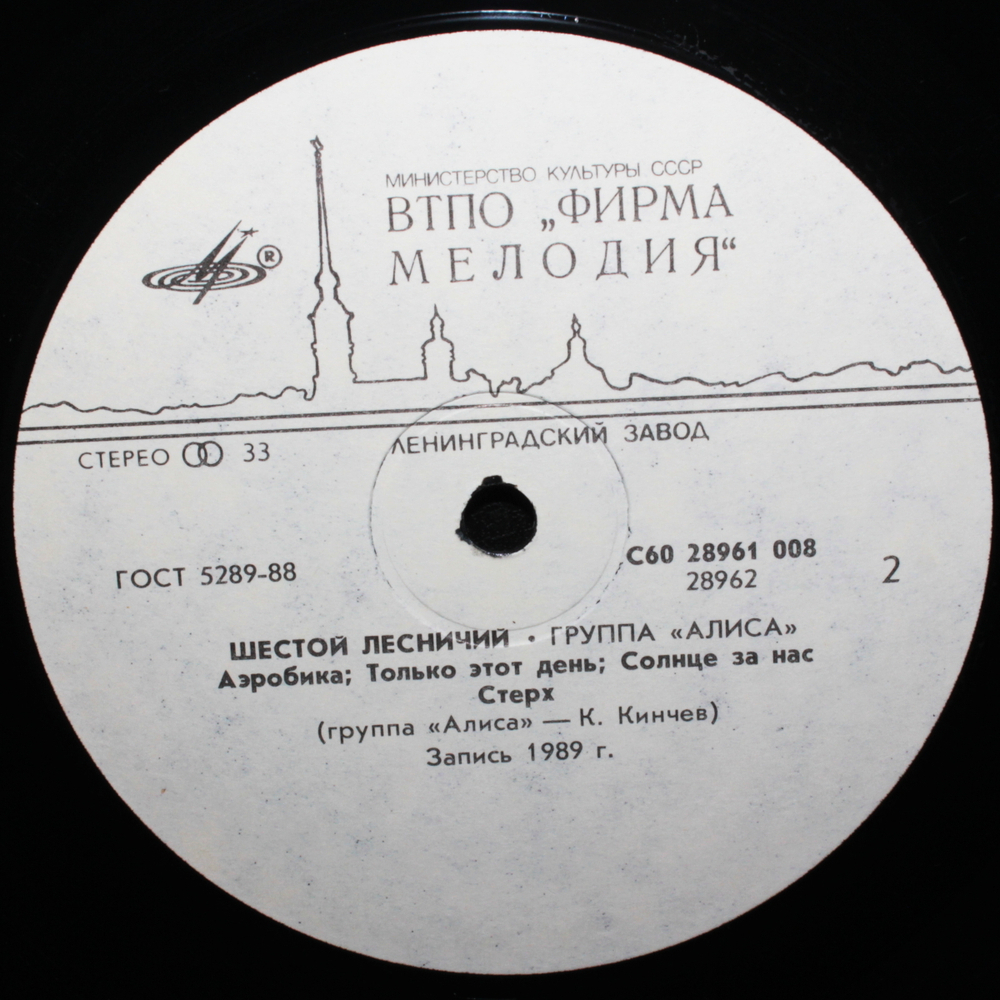 МИНИСТЕРСТВО КУЛЬТУРЫ СССР
ВТПО „ФИРМА
МЕЛОДИЯ“
®
СТЕРЕО 33
ЛЕНИНГРАДСКИЙ ЗАВОД
ГОСТ 5289-88
С60 28961 008
28962
2
ШЕСТОЙ ЛЕСНИЧИЙ • ГРУППА «АЛИСА»
Аэробика; Только этот день; Солнце за нас
Стерх
(группа «Алиса» — К. Кинчев)
Запись 1989 г.